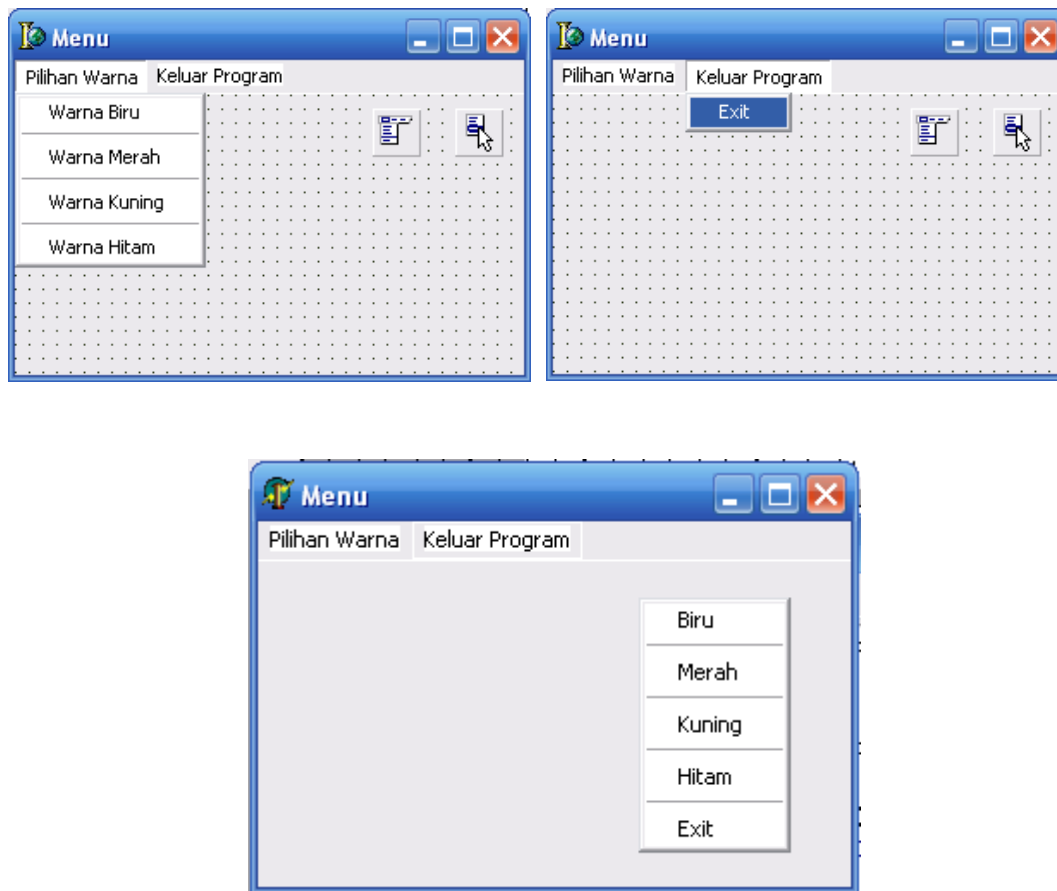 Menu
Pilihan Warna Keluar Program
Warna Biru
Warna Merah
Warna Kuning
Warna Hitam
Menu
Pilihan Warna Keluar Program
Exit
Menu
Pilihan Warna Keluar Program
Biru
Merah
Kuning
Hitam
Exit